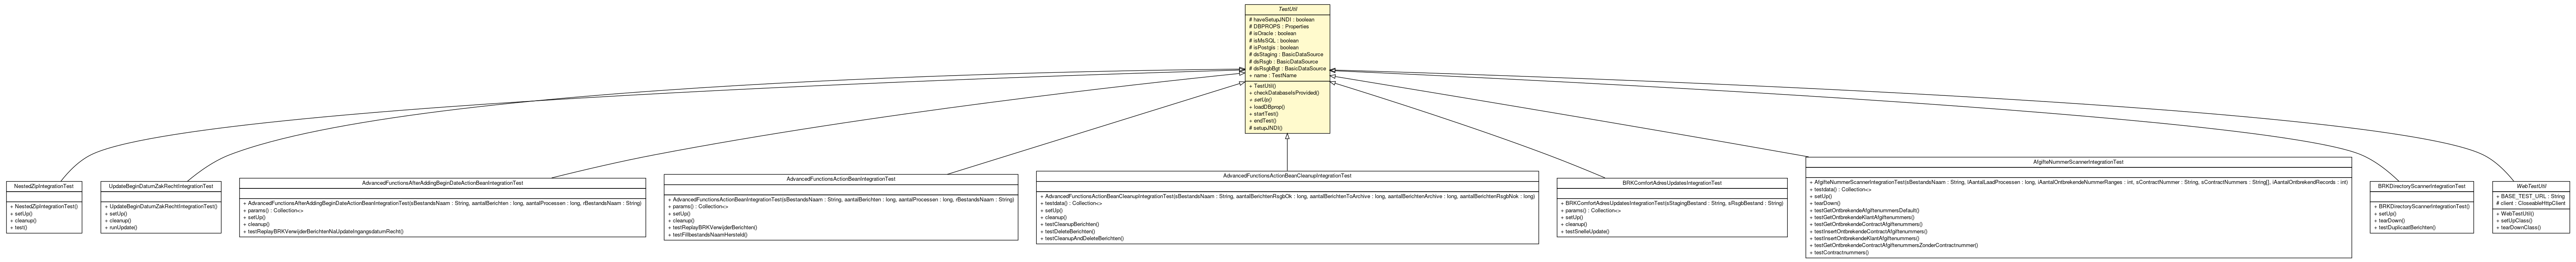 TestUtil
# haveSetupJNDI : boolean
# DBPROPS : Properties
# isOracle : boolean
# isMsSQL : boolean
# isPostgis : boolean
# dsStaging : BasicDataSource
# dsRsgb : BasicDataSource
# dsRsgbBgt : BasicDataSource
+ name : TestName
+ TestUtil()
+ checkDatabaseIsProvided()
+ setUp()
+ loadDBprop()
+ startTest()
+ endTest()
# setupJNDI()
NestedZipIntegrationTest
+ NestedZipIntegrationTest()
+ setUp()
+ cleanup()
+ test()
UpdateBeginDatumZakRechtIntegrationTest
+ UpdateBeginDatumZakRechtIntegrationTest()
+ setUp()
+ cleanup()
+ runUpdate()
AdvancedFunctionsAfterAddingBeginDateActionBeanIntegrationTest
+ AdvancedFunctionsAfterAddingBeginDateActionBeanIntegrationTest(sBestandsNaam : String, aantalBerichten : long, aantalProcessen : long, rBestandsNaam : String)
+ params() : Collection<>
+ setUp()
+ cleanup()
+ testReplayBRKVerwijderBerichtenNaUpdateIngangsdatumRecht()
AdvancedFunctionsActionBeanIntegrationTest
+ AdvancedFunctionsActionBeanIntegrationTest(sBestandsNaam : String, aantalBerichten : long, aantalProcessen : long, rBestandsNaam : String)
+ params() : Collection<>
+ setUp()
+ cleanup()
+ testReplayBRKVerwijderBerichten()
+ testFillbestandsNaamHersteld()
AdvancedFunctionsActionBeanCleanupIntegrationTest
+ AdvancedFunctionsActionBeanCleanupIntegrationTest(sBestandsNaam : String, aantalBerichtenRsgbOk : long, aantalBerichtenToArchive : long, aantalBerichtenArchive : long, aantalBerichtenRsgbNok : long)
+ testdata() : Collection<>
+ setUp()
+ cleanup()
+ testCleanupBerichten()
+ testDeleteBerichten()
+ testCleanupAndDeleteBerichten()
BRKComfortAdresUpdatesIntegrationTest
+ BRKComfortAdresUpdatesIntegrationTest(sStagingBestand : String, sRsgbBestand : String)
+ params() : Collection<>
+ setUp()
+ cleanup()
+ testSnelleUpdate()
AfgifteNummerScannerIntegrationTest
+ AfgifteNummerScannerIntegrationTest(sBestandsNaam : String, lAantalLaadProcessen : long, iAantalOntbrekendeNummerRanges : int, sContractNummer : String, sContractNummers : String[], iAantalOntbrekendRecords : int)
+ testdata() : Collection<>
+ setUp()
+ tearDown()
+ testGetOntbrekendeAfgiftenummersDefault()
+ testGetOntbrekendeKlantAfgiftenummers()
+ testInsertOntbrekendeContractAfgiftenummers()
+ testInsertOntbrekendeKlantAfgiftenummers()
+ testGetOntbrekendeContractAfgiftenummersZonderContractnummer()
+ testContractnummers()
BRKDirectoryScannerIntegrationTest
+ BRKDirectoryScannerIntegrationTest()
+ setUp()
+ tearDown()
+ testDuplicaatBerichten()
WebTestUtil
+ BASE_TEST_URL : String
# client : CloseableHttpClient
+ WebTestUtil()
+ setUpClass()
+ tearDownClass()